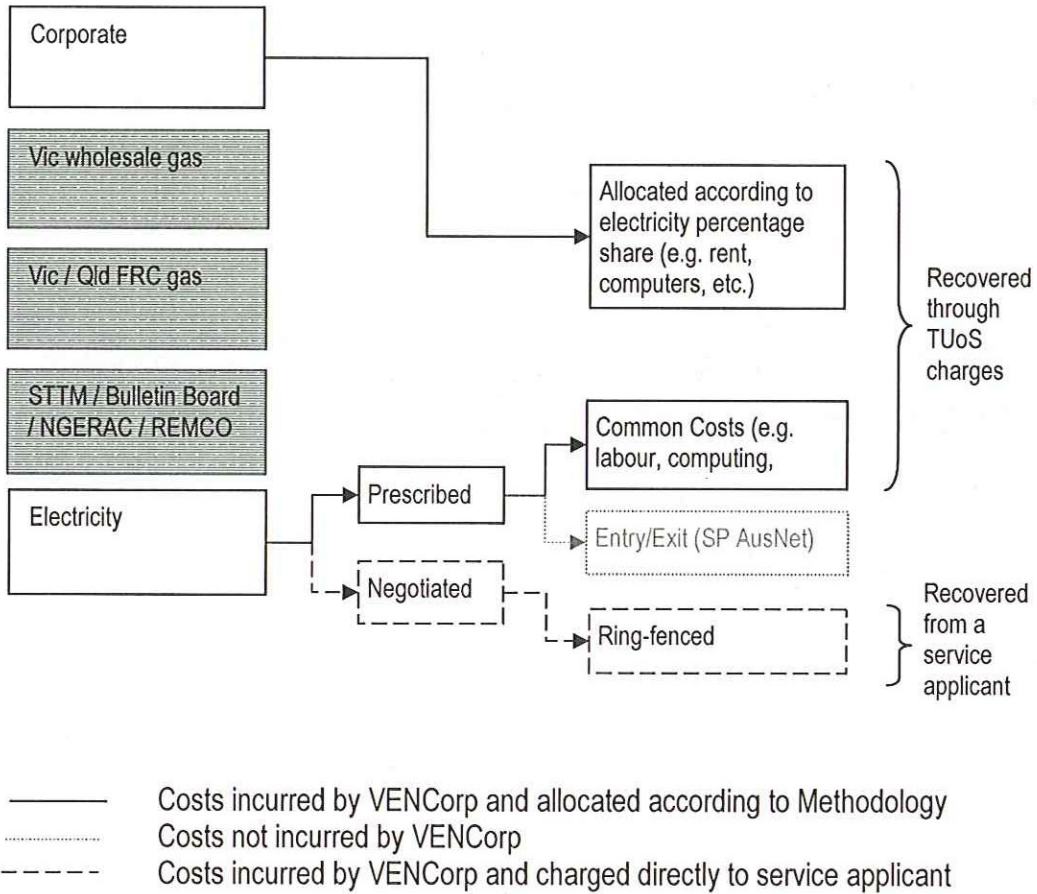 Corporate
Vic wholesale gas
Vic / Qld FRC gas
STTM / Bulletin Board
/ NGERAC / REMCO
Electricity
Prescribed
Negotiated
Allocated according to
electricity percentage
share (e.g. rent,
computers, etc.)
Common Costs (e.g.
labour, computing,
Entry/Exit (SP AusNet)
Ring-fenced
Recovered
through
TUoS
charges
Recovered
from a
service
applicant
Costs incurred by VENCorp and allocated according to Methodology
Costs not incurred by VENCorp
Costs incurred by VENCorp and charged directly to service applicant